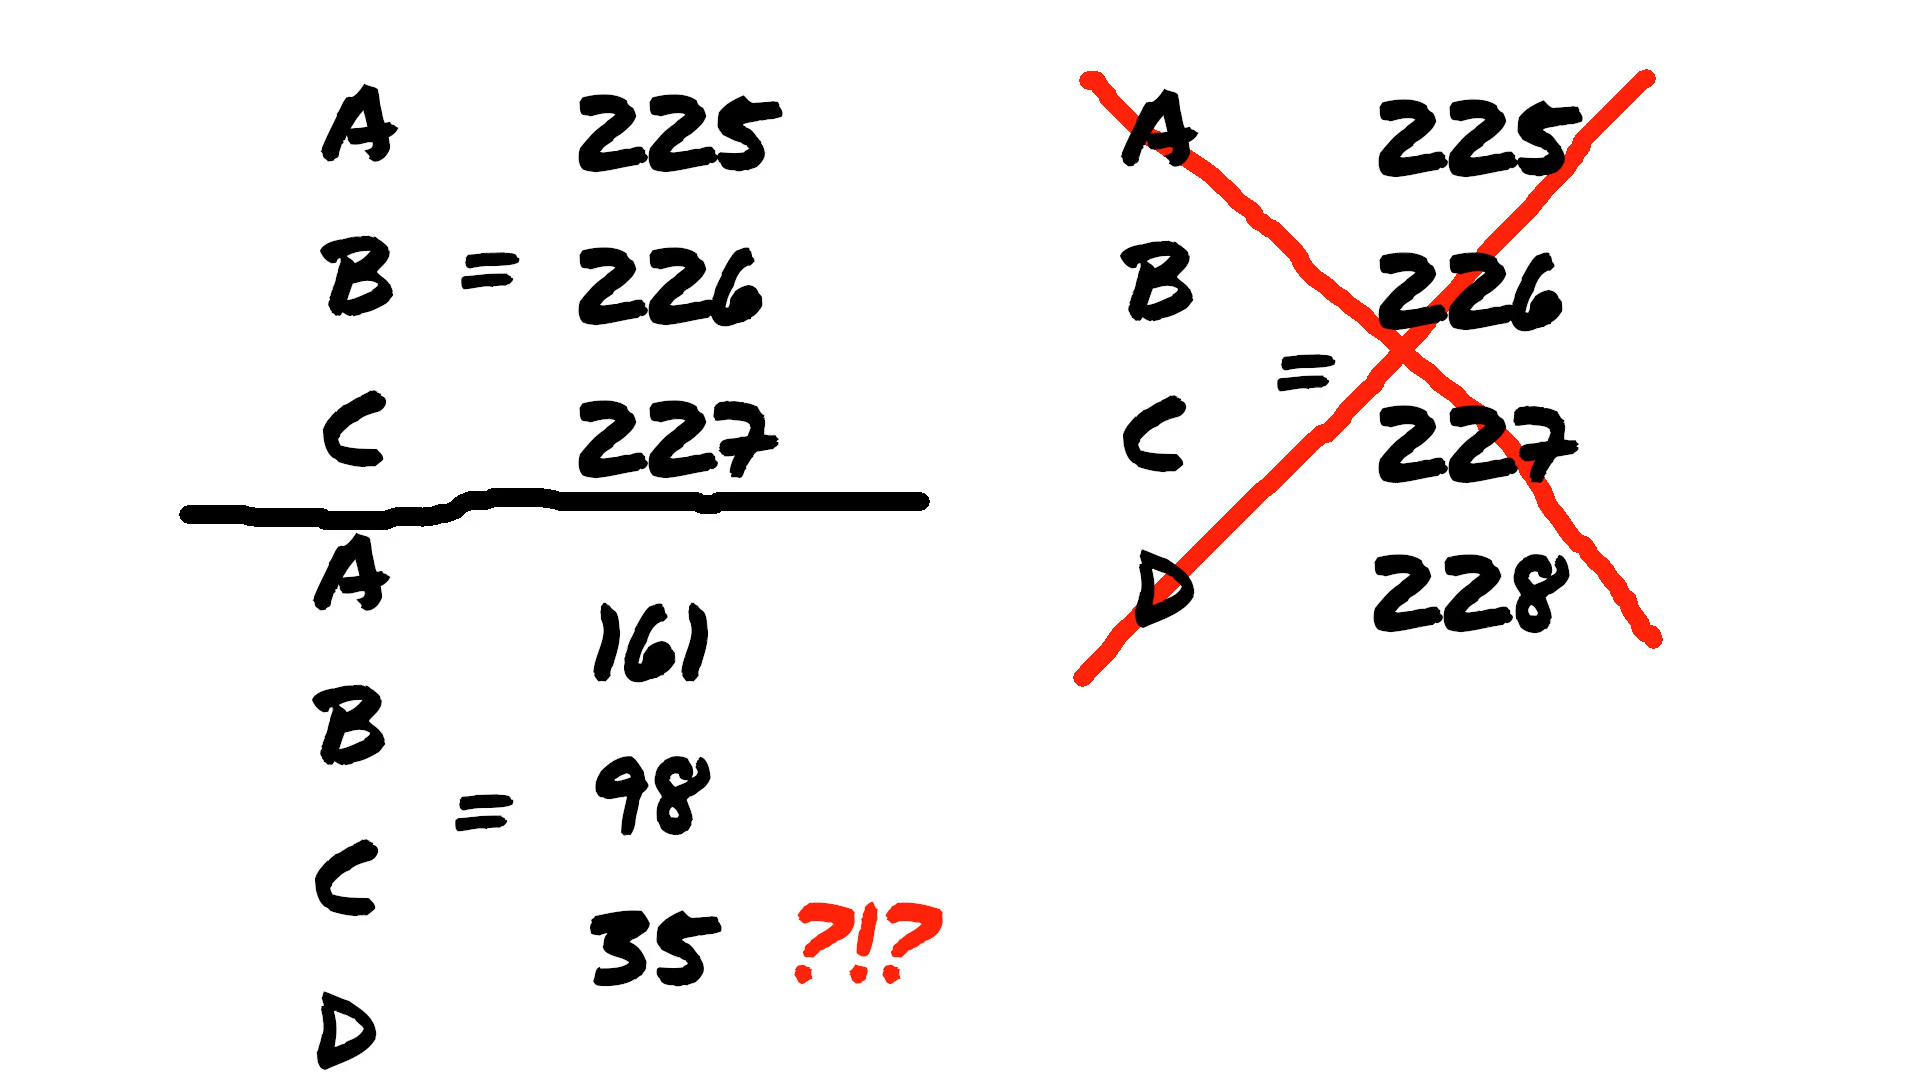 A 225
B = 226
C 227
A
161
B
98
=
C
35 ?!?
D
A 225
B 226
=
C 227
D 228